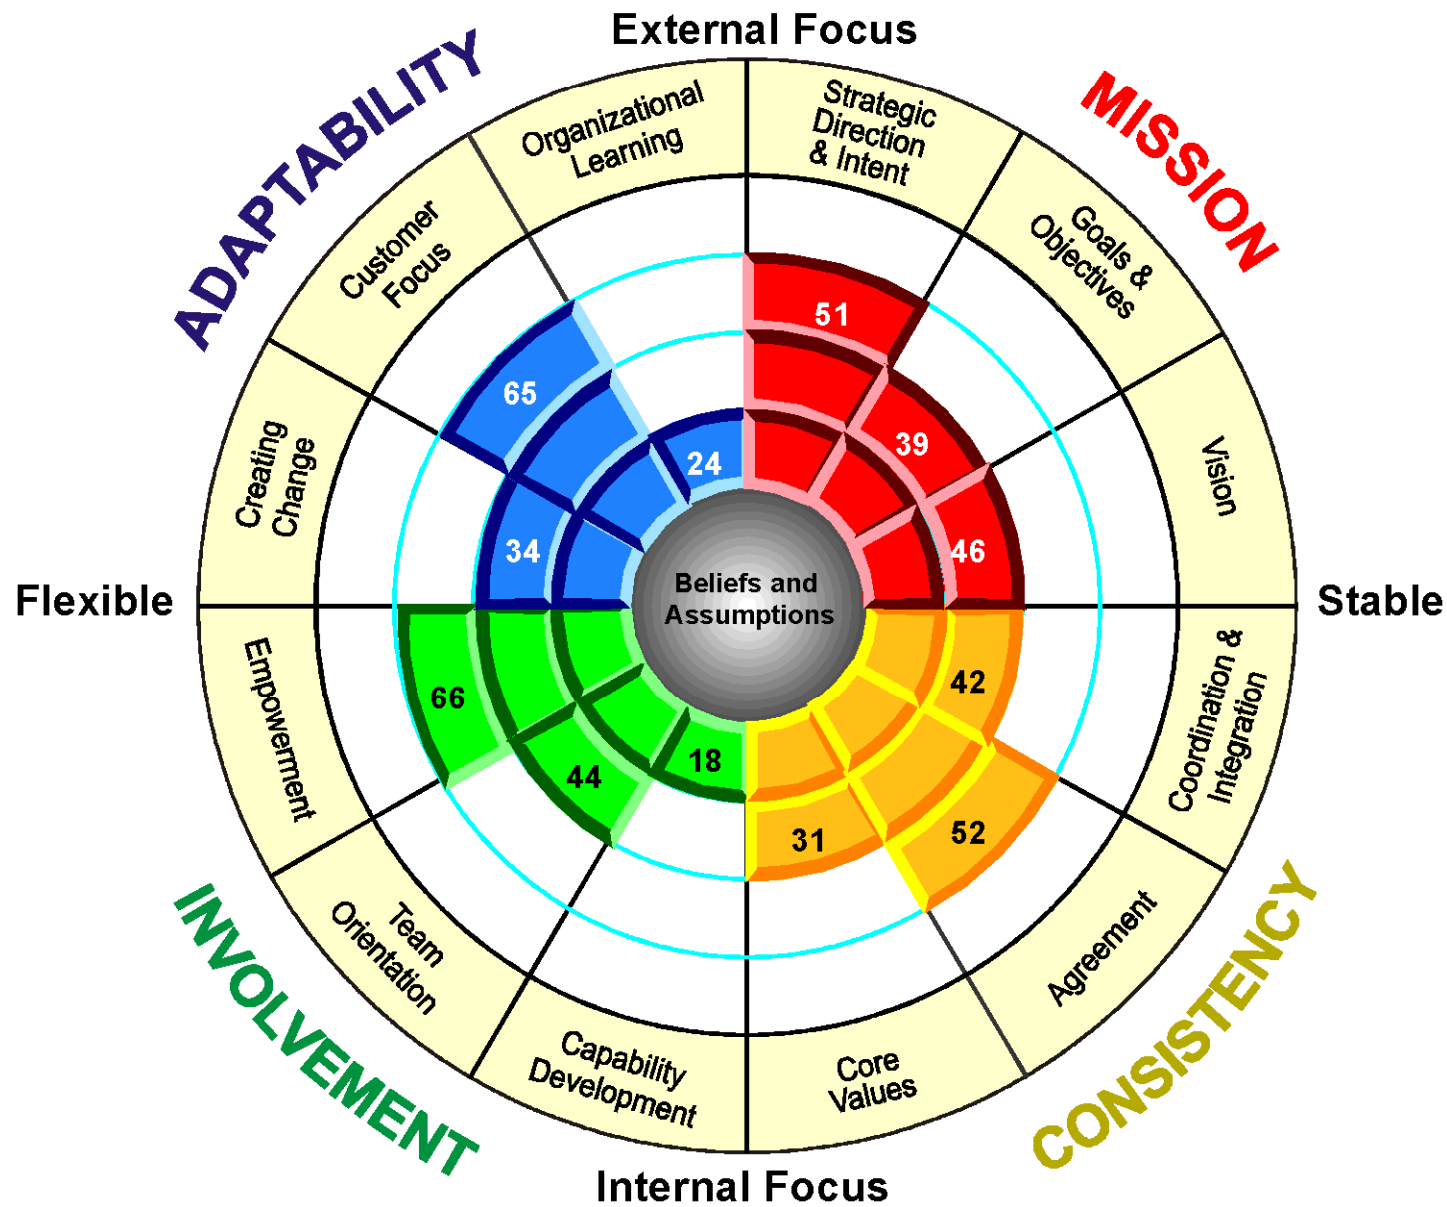 External Focus
ADAPTABILITY
MISSION
Organizational
Learning
Strategic
Direction
& Intent
Customer
Focus
Goals &
Objectives
Creating
Change
Vision
51
65
39
24
34
46
Flexible
Beliefs and
Assumptions
Stable
Empowerment
66
44
18
42
31
52
Coordination &
Integration
Team
Orientation
Agreement
Capability
Development
Core
Values
INVOLVEMENT
CONSISTENCY
Internal Focus